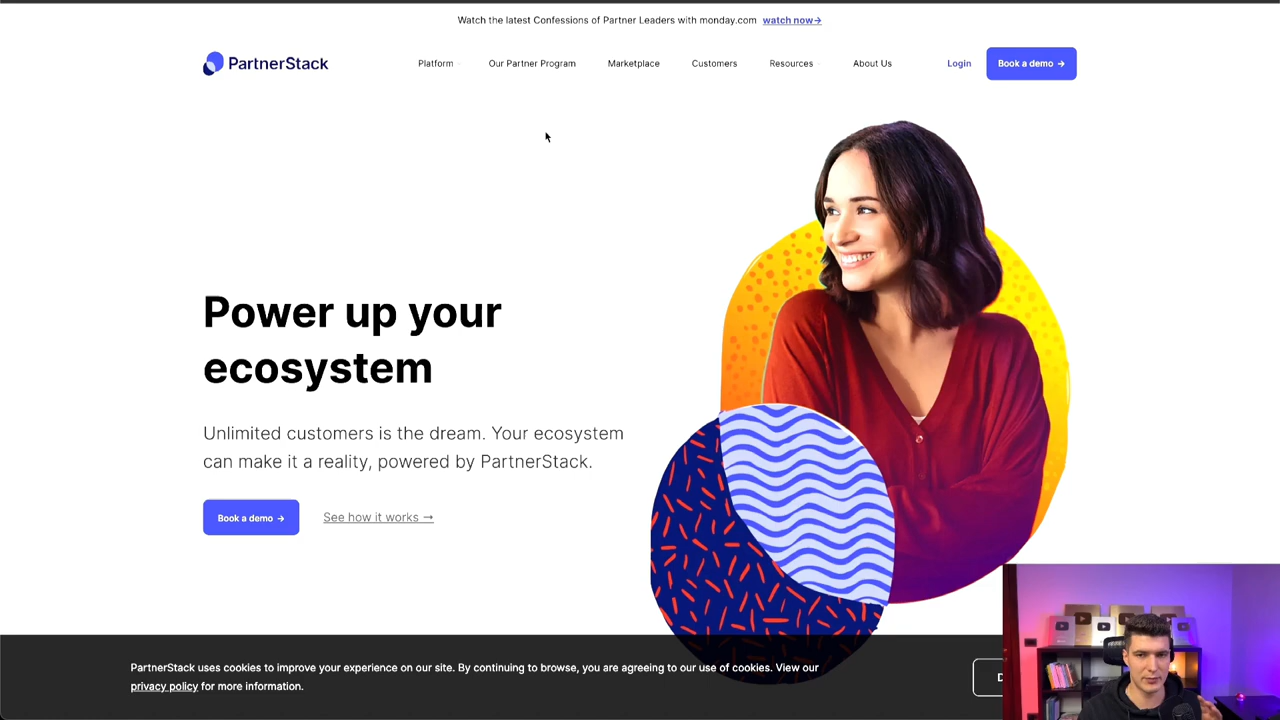 Watch the latest Confessions of Partner Leaders with monday.com watch now→
PartnerStack Platform Our Partner Program Marketplace Customers Resources About Us Login Book a demo →
Power up your
ecosystem
Unlimited customers is the dream. Your ecosystem
can make it a reality, powered by PartnerStack.
Book a demo → See how it works →
PartnerStack uses cookies to improve your experience on our site. By continuing to browse, you are agreeing to our use of cookies. View our
privacy policy for more information.